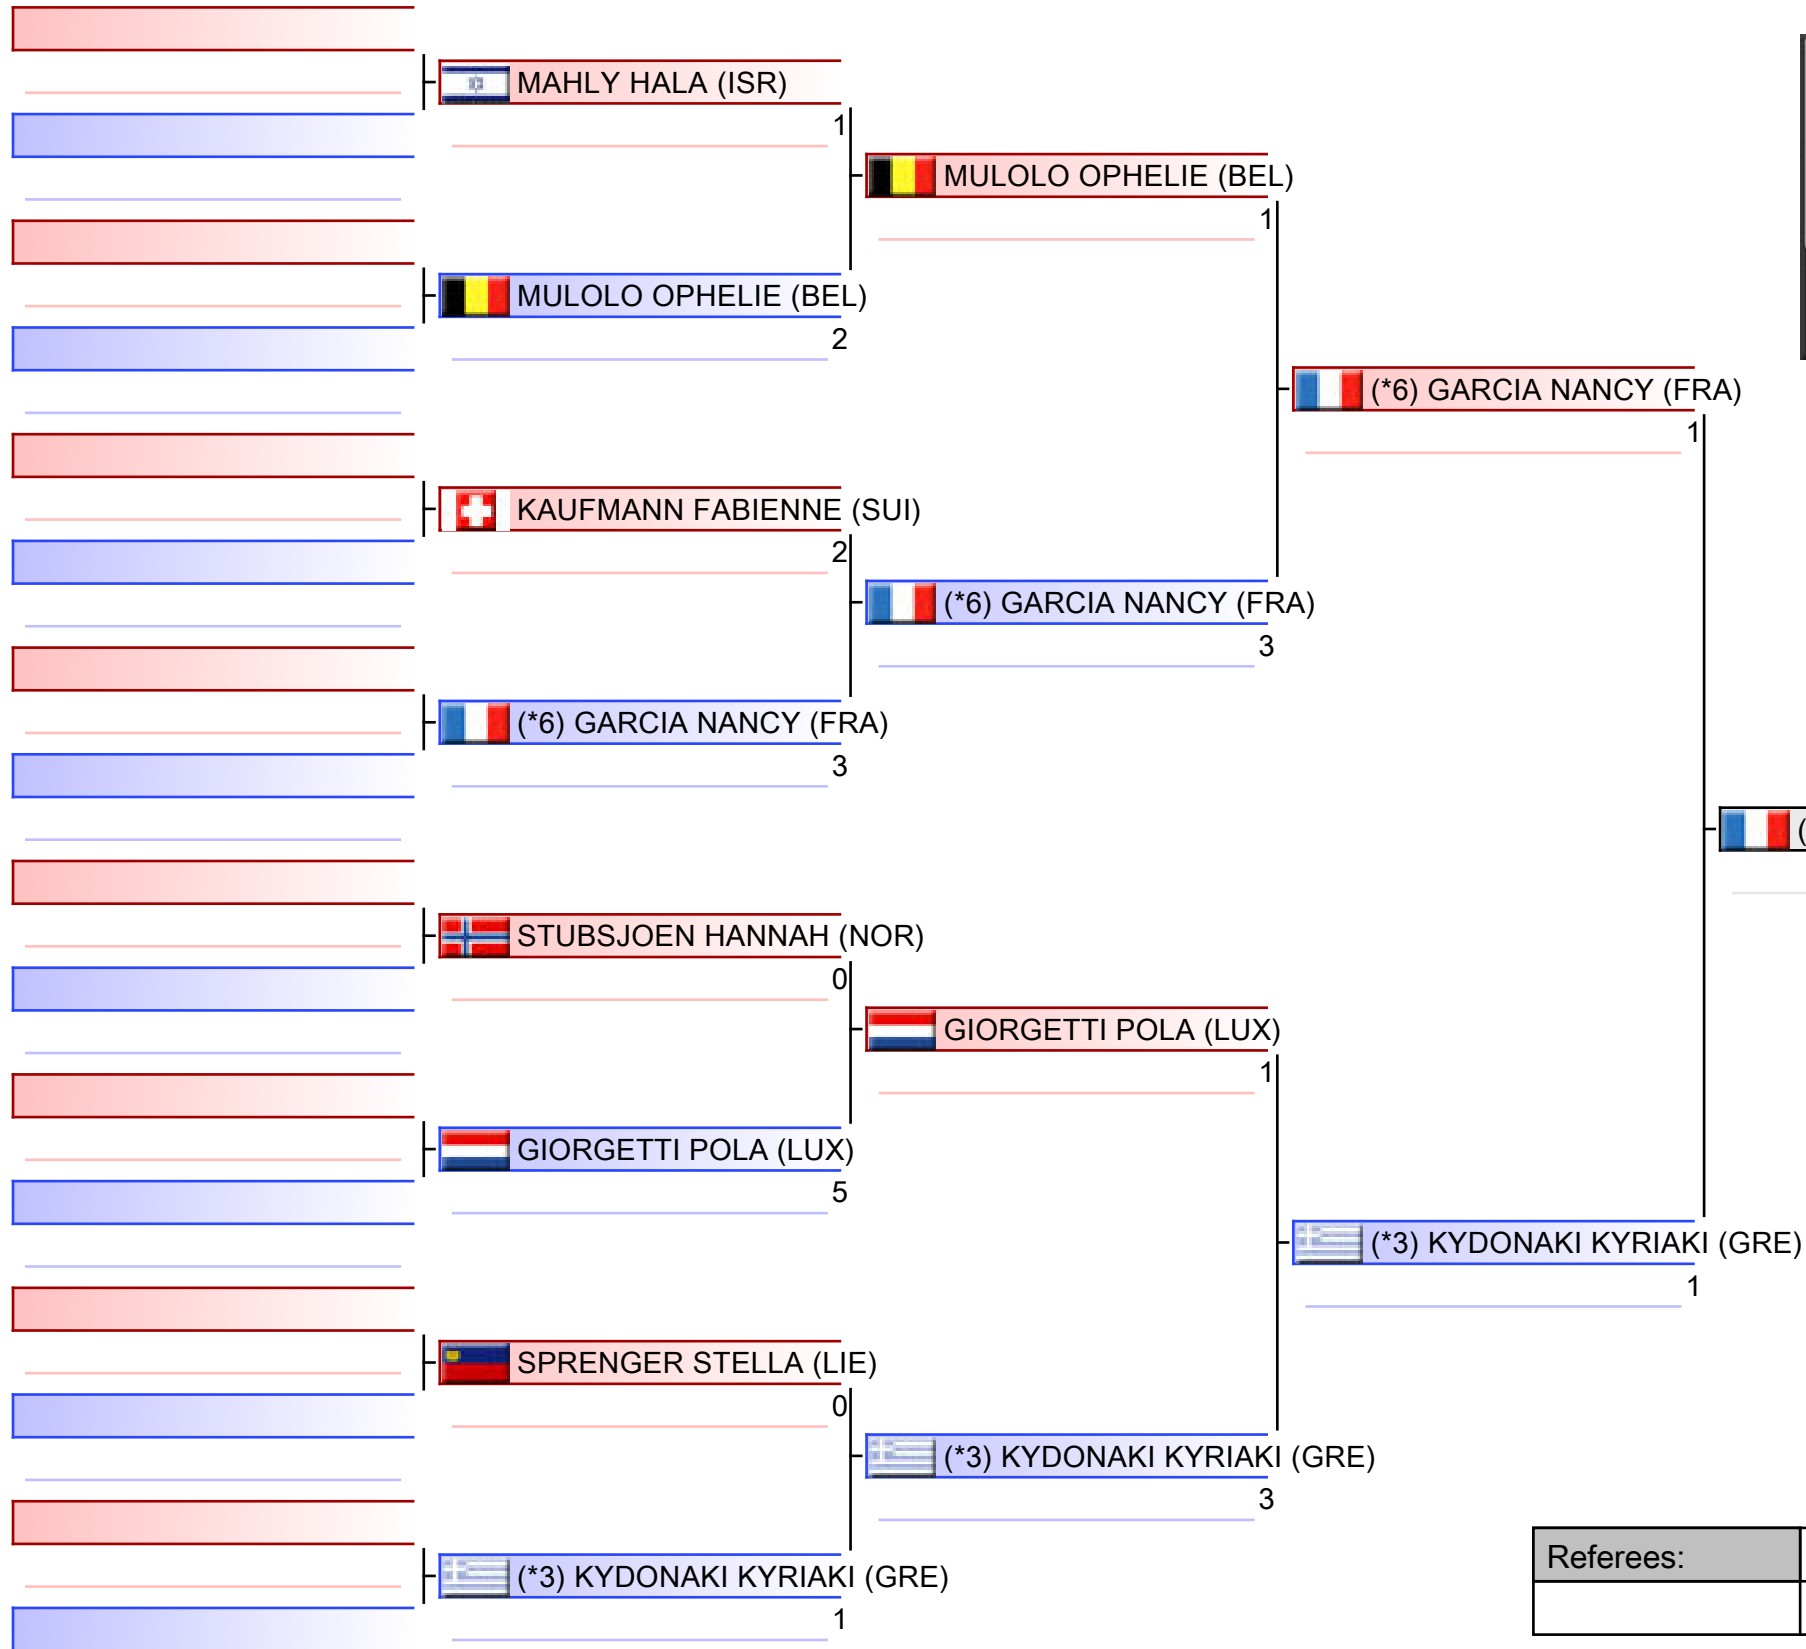 MAHLY HALA (ISR)
1
MULOLO OPHELIE (BEL)
1
MULOLO OPHELIE (BEL)
2
(*6) GARCIA NANCY (FRA)
1
KAUFMANN FABIENNE (SUI)
2
(*6) GARCIA NANCY (FRA)
3
(*6) GARCIA NANCY (FRA)
3
(
STUBSJOEN HANNAH (NOR)
0
GIORGETTI POLA (LUX)
1
GIORGETTI POLA (LUX)
5
(*3) KYDONAKI KYRIAKI (GRE)
1
SPRENGER STELLA (LIE)
0
(*3) KYDONAKI KYRIAKI (GRE)
3
Referees:
(*3) KYDONAKI KYRIAKI (GRE)
1